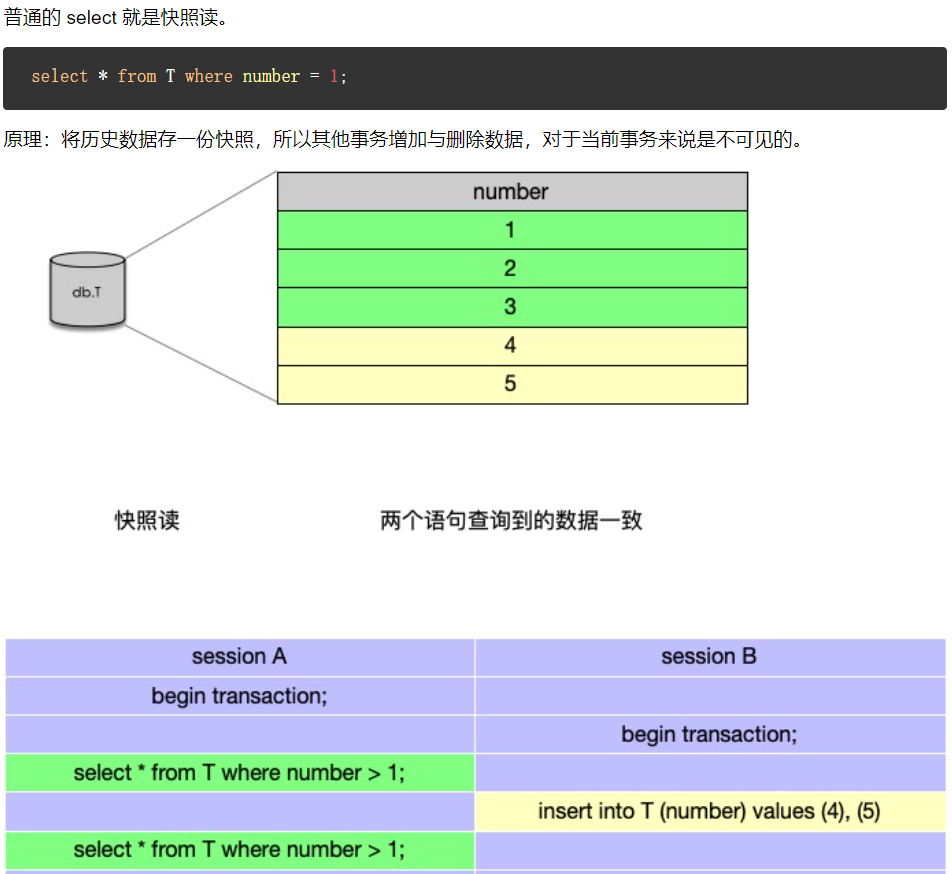 普通的 select 就是快照读。
select * from T where number = 1;
原理：将历史数据存一份快照，所以其他事务增加与删除数据，对于当前事务来说是不可见的。
number
1
2
3
4
5
db.T
快照读 两个语句查询到的数据一致
session A session B
begin transaction;
begin transaction;
select * from T where number > 1;
insert into T (number) values (4), (5)
select * from T where number > 1;